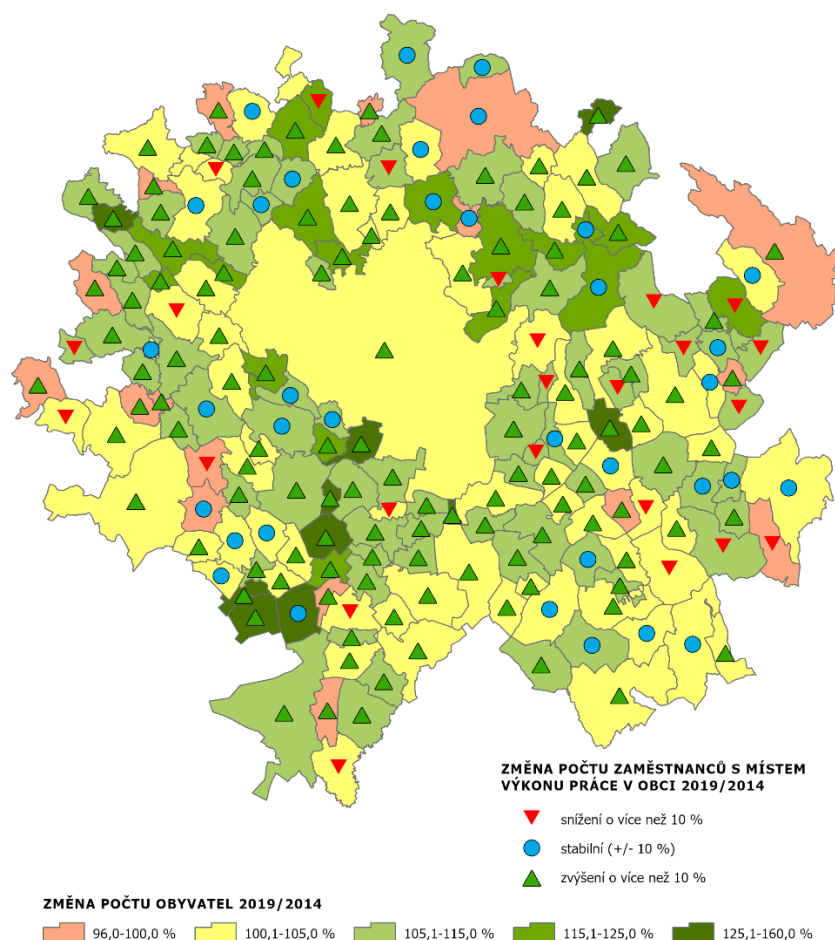 ZMĚNA POČTU ZAMĚSTNANCŮ S MÍSTEM
VÝKONU PRÁCE V OBCI 2019/2014
snížení o více než 10 %
stabilní (+/- 10 %)
zvýšení o více než 10 %
ZMĚNA POČTU OBYVATEL 2019/2014
96,0-100,0 %
100,1-105,0 %
105,1-115,0 %
115,1-125,0 %
125,1-160,0 %